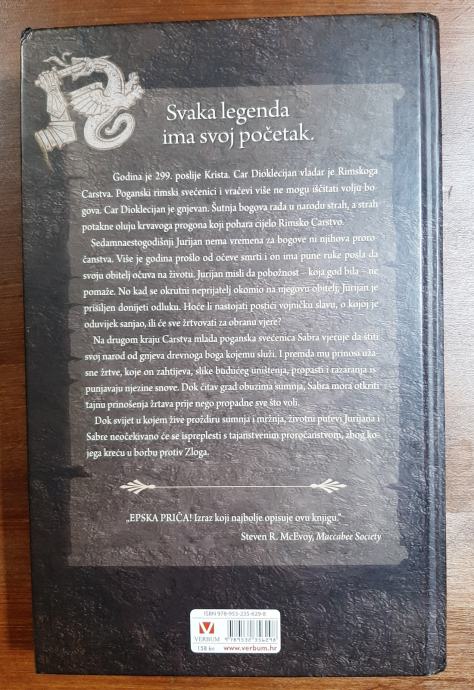 Svaka legenda
ima svoj početak.
Godina je 299. poslije Krista. Car Dioklecijan vladar je Rimskoga
Carstva. Poganski rimski svećenici i vračevi više ne mogu iščitati volju bo-
gova. Car Dioklecijan je gnjevan. Šutnja bogova rađa u narodu strah, a strah
potakne oluju krvavoga progona koji pohara cijelo Rimsko Carstvo.
Sedamnaestogodišnji Jurijan nema vremena za bogove ni njihova proro-
čanstva. Više je godina prošlo od očeve smrti i on ima pune ruke posla da
svoju obitelj očuva na životu. Jurijan misli da pobožnost – koja god bila – ne
pomaže. No kad se okrutni neprijatelj okomio na njegovu obitelj, Jurijan je
prisiljen donijeti odluku. Hoće li nastojati postići vojničku slavu, o kojoj je
oduvijek sanjao, ili će sve žrtvovati za obranu vjere?
Na drugom kraju Carstva mlada poganska svećenica Sabra vjeruje da štiti
svoj narod od gnjeva drevnoga boga kojemu služi. I premda mu prinosi uža-
sne žrtve, koje on zahtijeva, slike budućeg uništenja, propasti i razaranja is-
punjavaju njezine snove. Dok čitav grad obuzima sumnja, Sabra mora otkriti
tajnu prinošenja žrtava prije nego propadne sve što voli.
Dok svijet u kojem žive proždiru sumnja i mržnja, životni putevi Jurijana i
Sabre neočekivano će se isprepliesti s tajanstvenim proročanstvom, zbog ko-
jega kreću u borbu protiv Zloga.
„EPSKA PRIČA! Izraz koji najbolje opisuje ovu knjigu.“
Steven R. McEvoy, Maccabee Society
ISBN 978-953-235-629-8
VERBUM
9 789532 356298
158 kn
www.verbum.hr